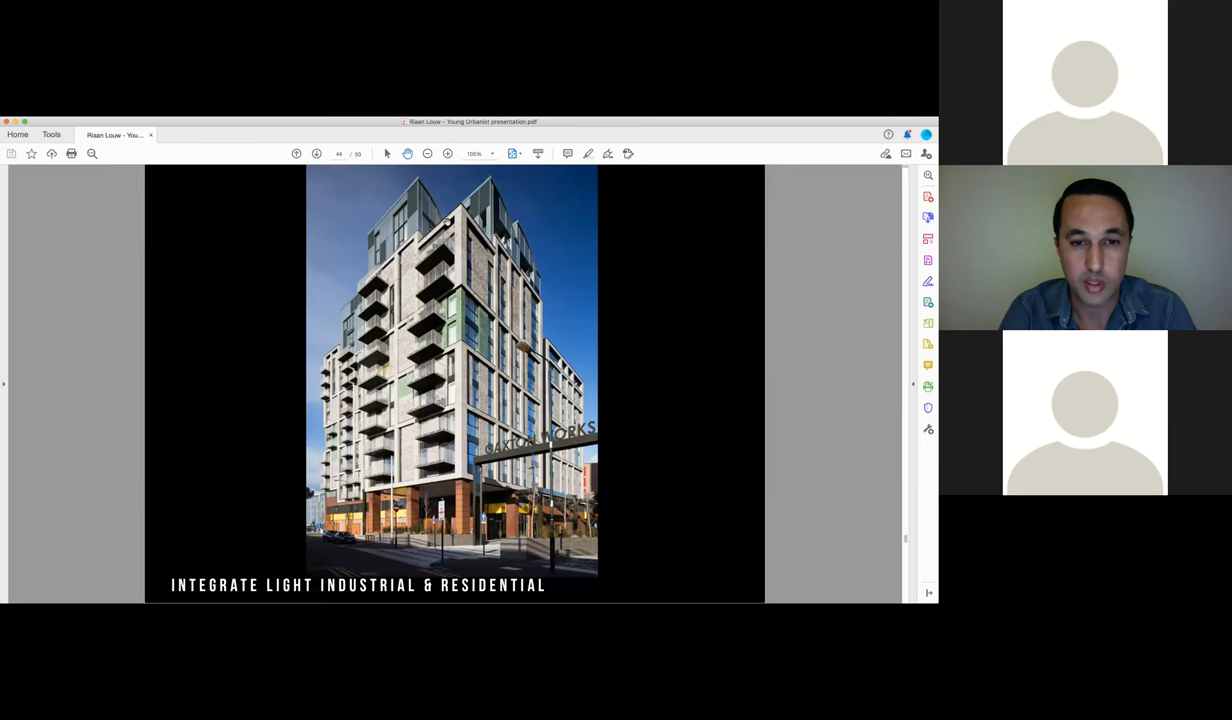 Riaan Louw - Young Urbanist presentation.pdf
Home
Tools
Riaan Louw - You...
44 / 50
105%
CAXTON WORKS
INTEGRATE LIGHT INDUSTRIAL & RESIDENTIAL